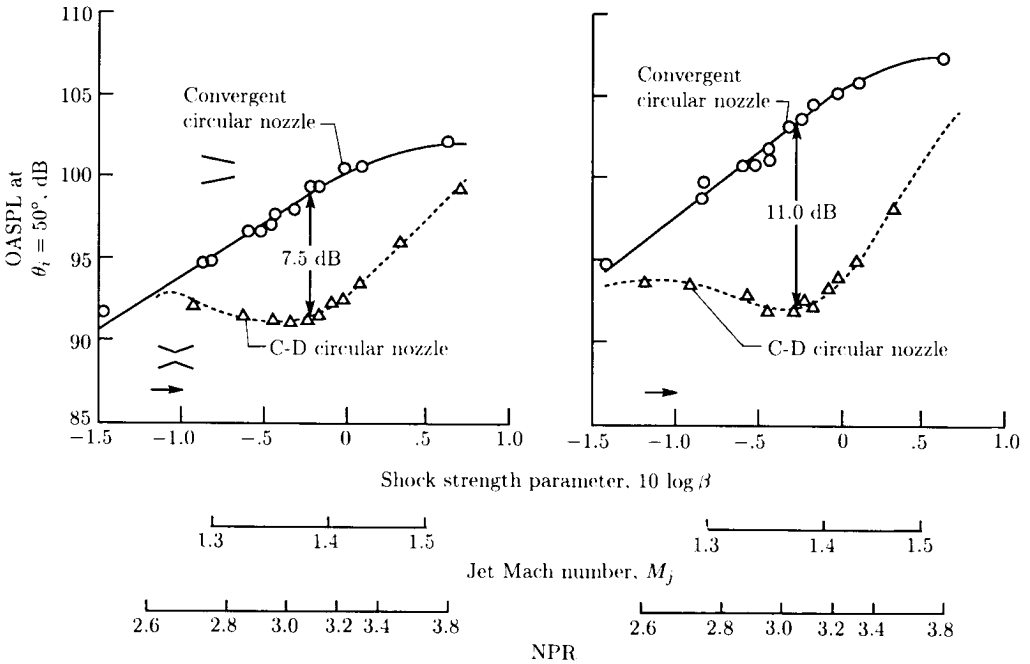 110
105
100
95
90
85
OASPL at
θi = 50°, dB
Convergent
circular nozzle
7.5 dB
C-D circular nozzle
−1.5 −1.0 −.5 0 .5 1.0
Convergent
circular nozzle
11.0 dB
C-D circular nozzle
−1.5 −1.0 −.5 0 .5 1.0
Shock strength parameter, 10 log β
1.3 1.4 1.5
1.3 1.4 1.5
Jet Mach number, Mj
2.6 2.8 3.0 3.2 3.4 3.8
2.6 2.8 3.0 3.2 3.4 3.8
NPR